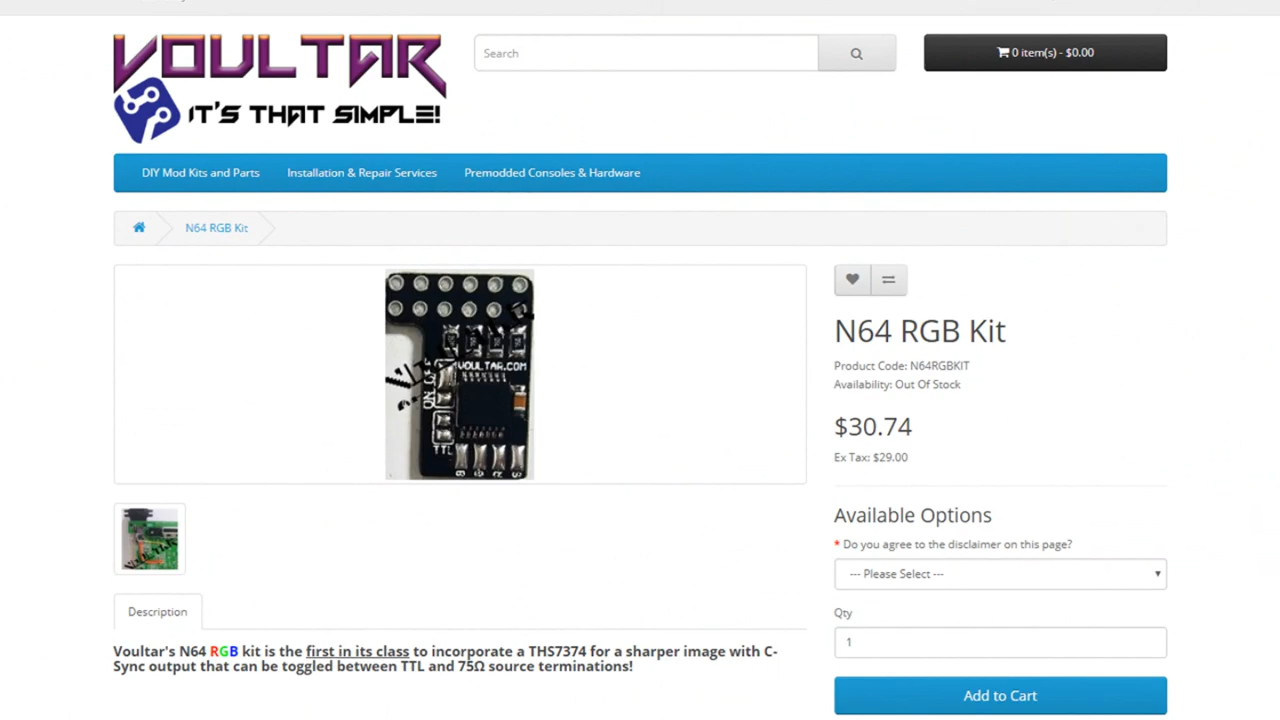 VOULTAR
IT'S THAT SIMPLE!
Search
0 item(s) - $0.00
DIY Mod Kits and Parts
Installation & Repair Services
Premodded Consoles & Hardware
N64 RGB Kit
VOULTAR.COM
TTL
N64 RGB Kit
Product Code: N64RGBKIT
Availability: Out Of Stock
$30.74
Ex Tax: $29.00
Available Options
* Do you agree to the disclaimer on this page?
--- Please Select ---
Qty
1
Add to Cart
Description
Voultar's N64 RGB kit is the first in its class to incorporate a THS7374 for a sharper image with C-
Sync output that can be toggled between TTL and 75Ω source terminations!